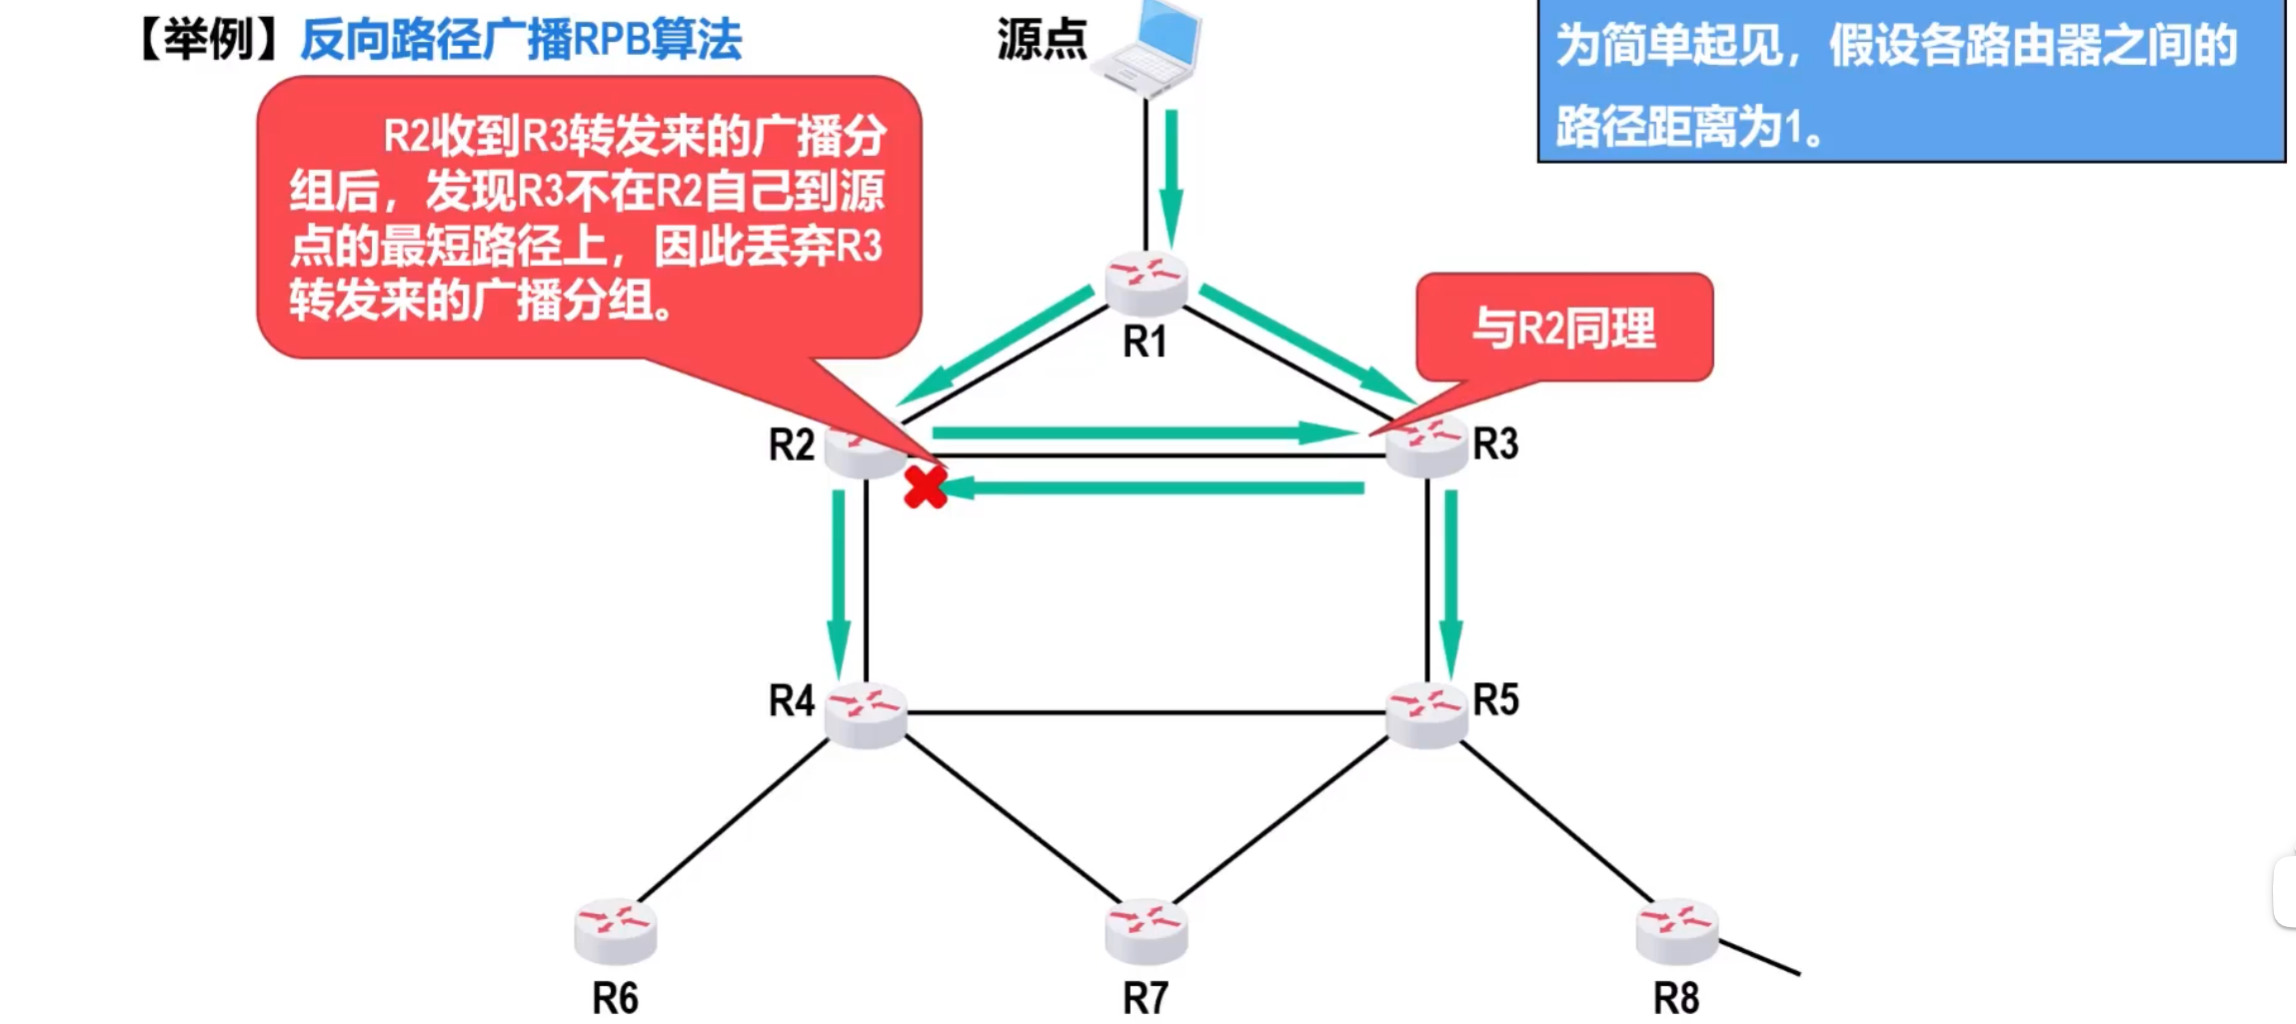 【举例】反向路径广播RPB算法
源点
为简单起见，假设各路由器之间的
路径距离为1。
R2收到R3转发来的广播分
组后，发现R3不在R2自己到源
点的最短路径上，因此丢弃R3
转发来的广播分组。
与R2同理
R1
R2
R3
R4
R5
R6
R7
R8